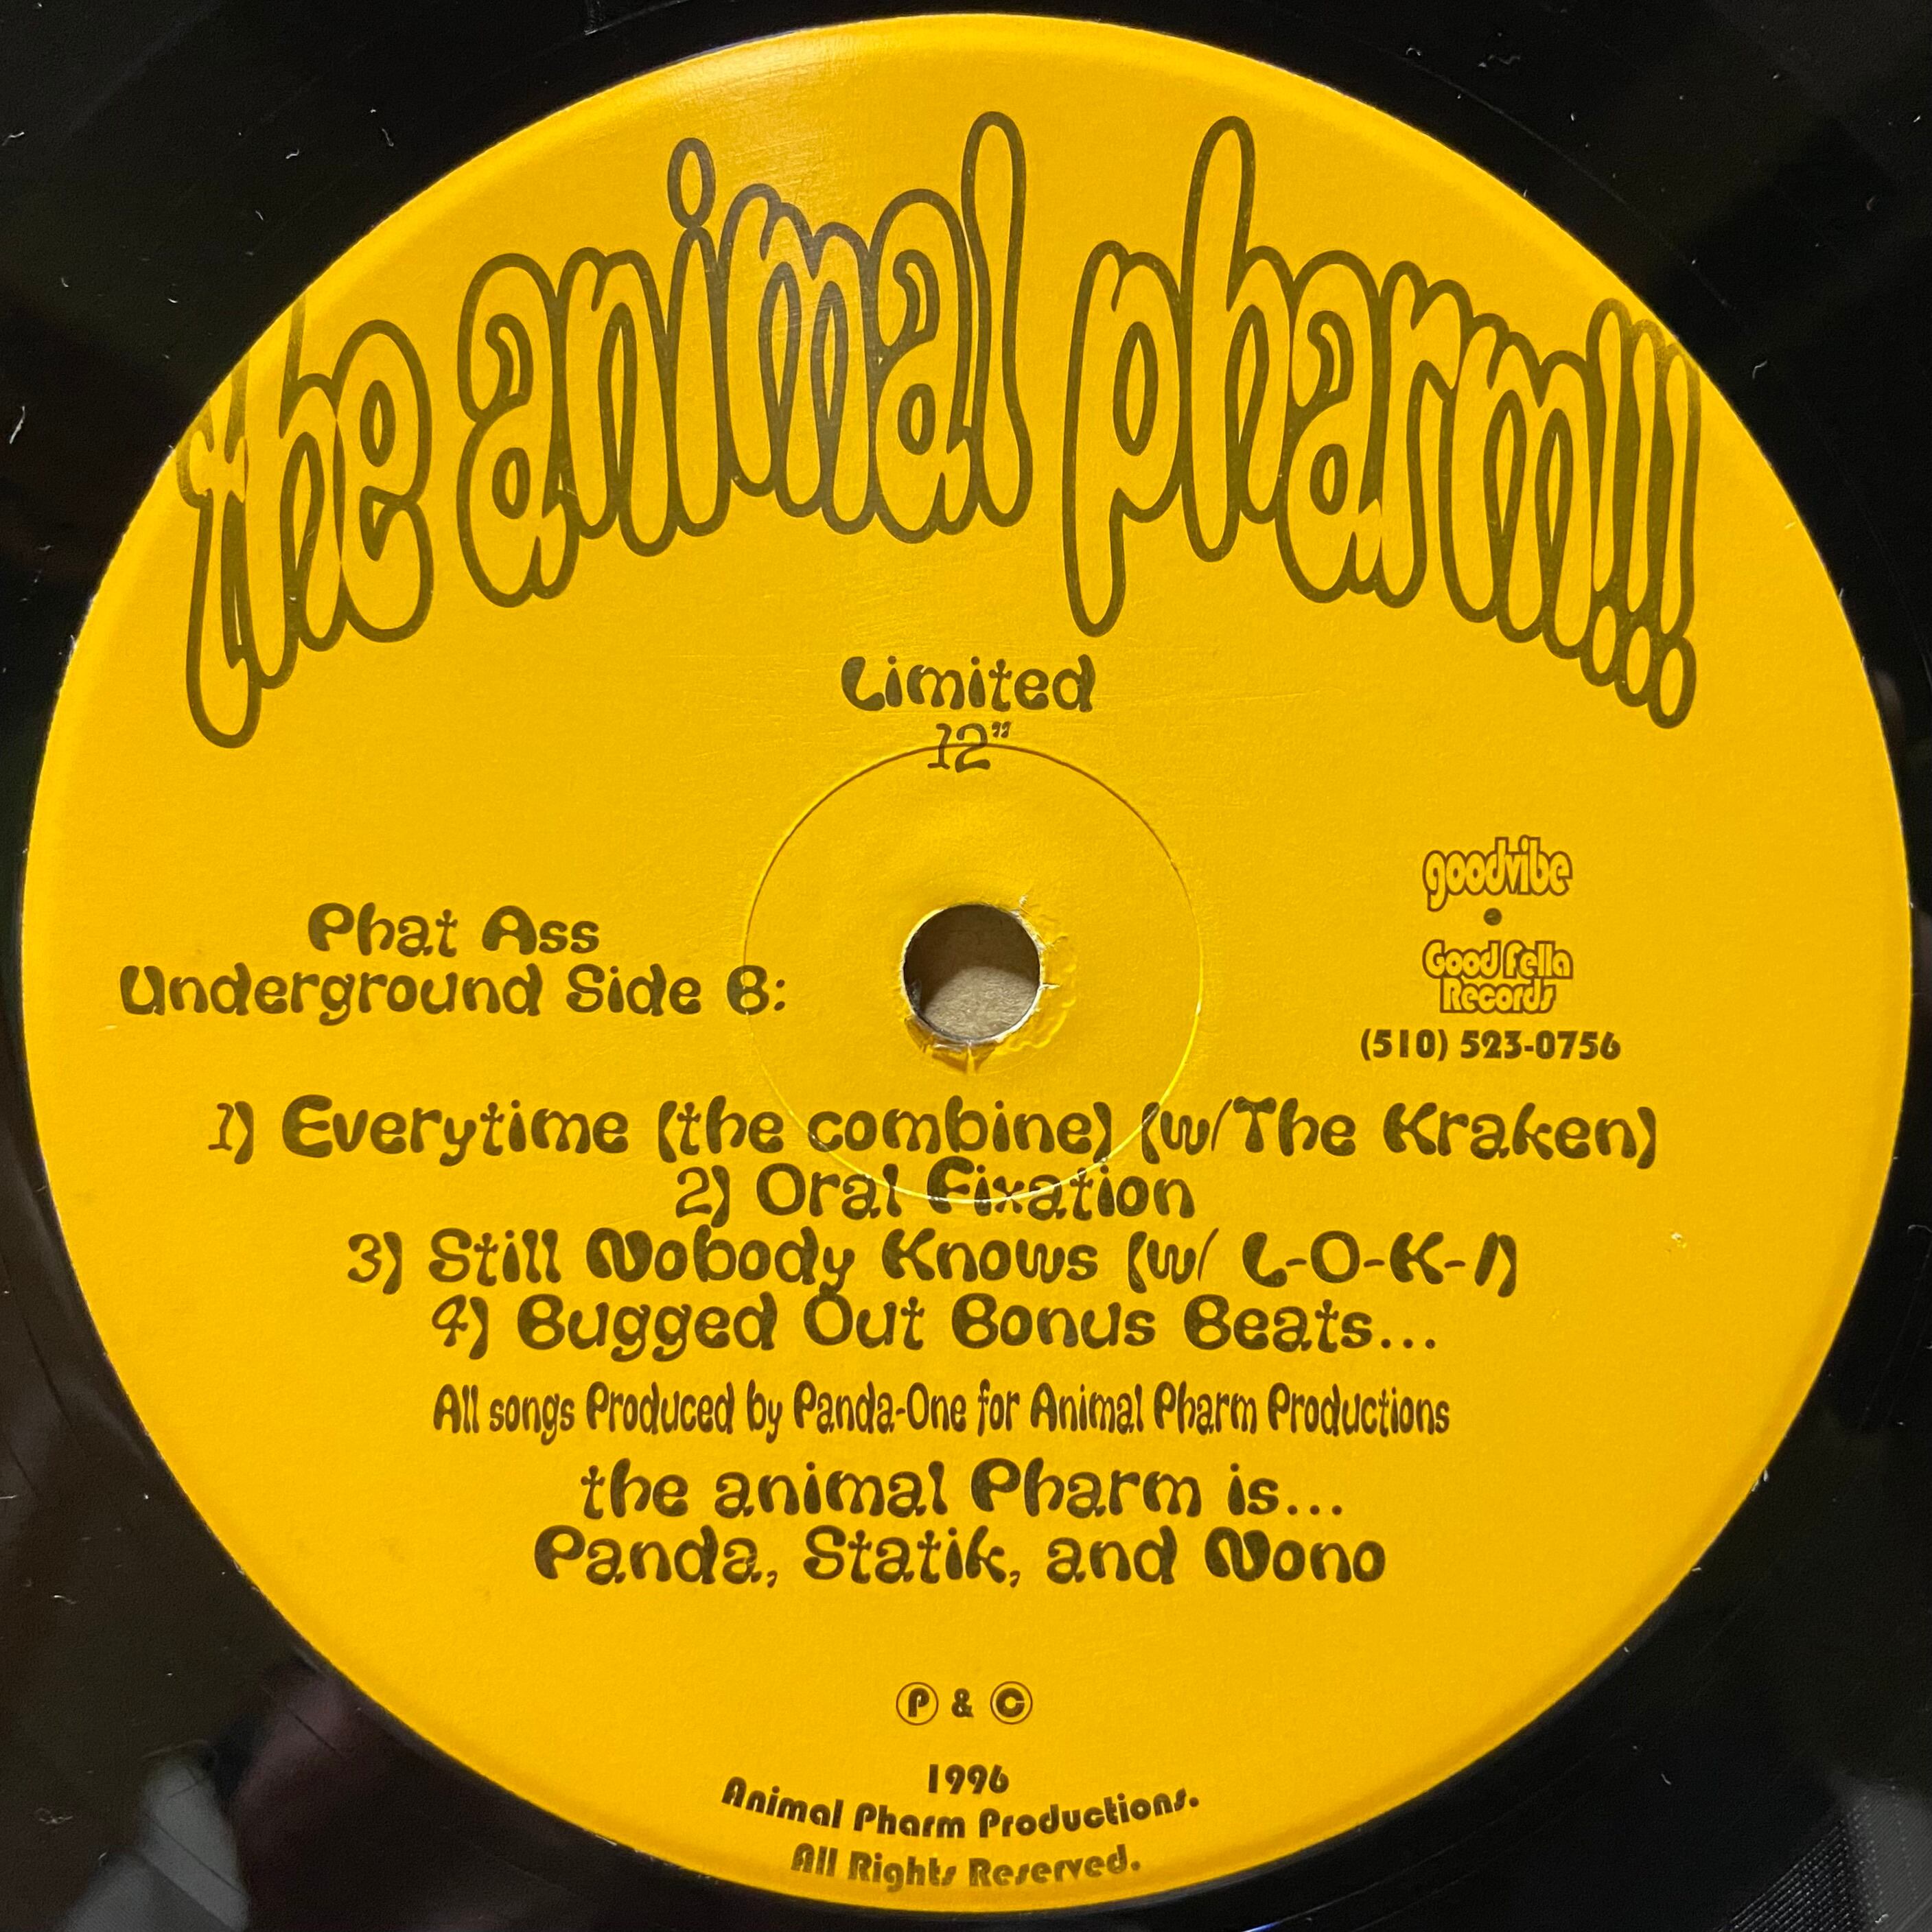 the animal pharm!!!
Limited
12"
Phat Ass
Underground Side B:
goodvibe
•
Good Fella
Records
(510) 523-0756
1) Everytime (the combine) (w/The Kraken)
2) Oral Fixation
3) Still Nobody Knows (w/ L-O-K-I)
4) Bugged Out Bonus Beats...
All songs Produced by Panda-One for Animal Pharm Productions
the animal Pharm is...
Panda, Statik, and Nono
Ⓟ & ©
1996
Animal Pharm Productions.
All Rights Reserved.